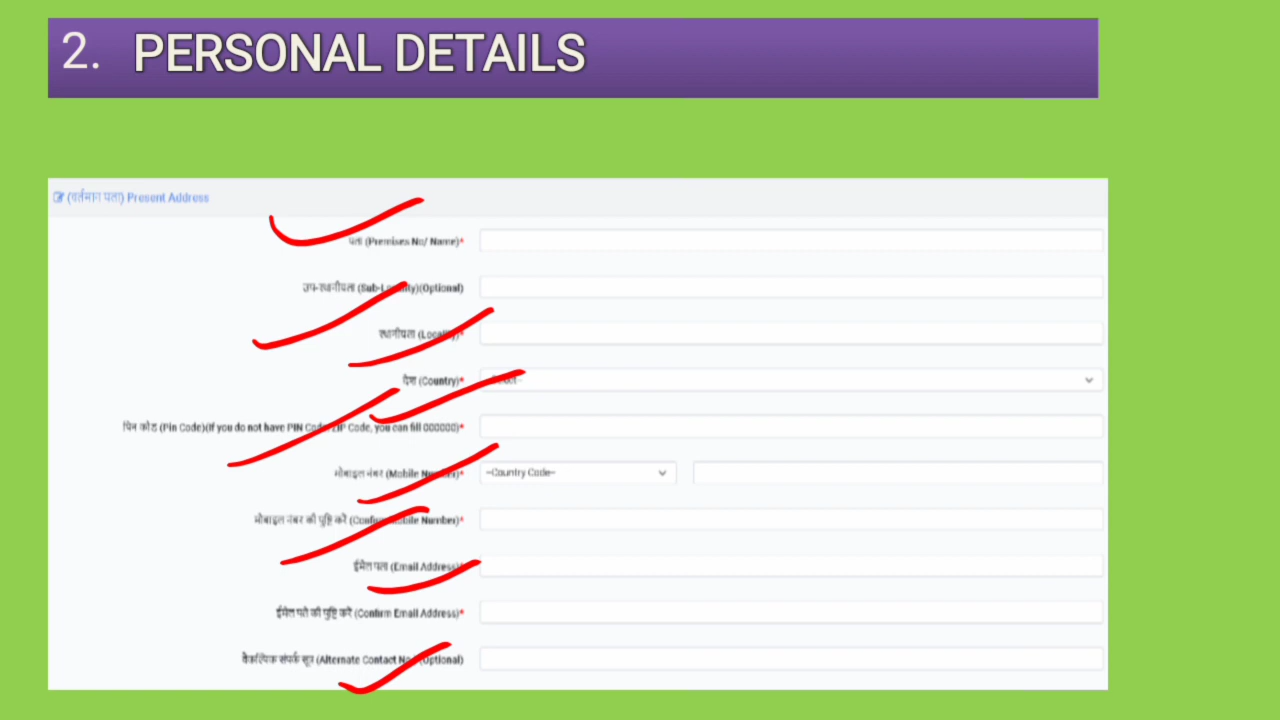 2. PERSONAL DETAILS
(वर्तमान पता) Present Address
पता (Premises No/ Name)*
उप-स्थानीयता (Sub-Locality)(Optional)
स्थानीयता (Locality)*
देश (Country)* --Select--
पिन कोड (Pin Code)(If you do not have PIN Code/ZIP Code, you can fill 000000)*
मोबाइल नंबर (Mobile Number)* --Country Code--
मोबाइल नंबर की पुष्टि करें (Confirm Mobile Number)*
ईमेल पता (Email Address)*
ईमेल पते की पुष्टि करें (Confirm Email Address)*
वैकल्पिक संपर्क सूत्र (Alternate Contact No.)(Optional)